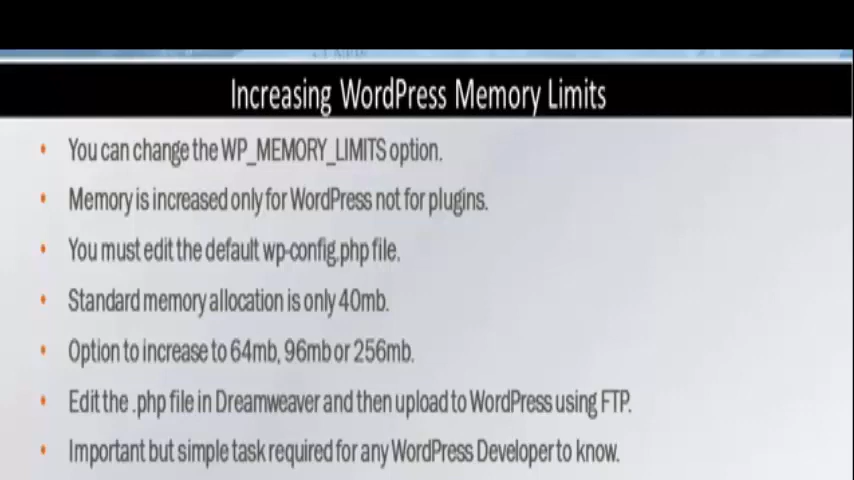 Increasing WordPress Memory Limits
• You can change the WP_MEMORY_LIMITS option.
• Memory is increased only for WordPress not for plugins.
• You must edit the default wp-config.php file.
• Standard memory allocation is only 40mb.
• Option to increase to 64mb, 96mb or 256mb.
• Edit the .php file in Dreamweaver and then upload to WordPress using FTP.
• Important but simple task required for any WordPress Developer to know.